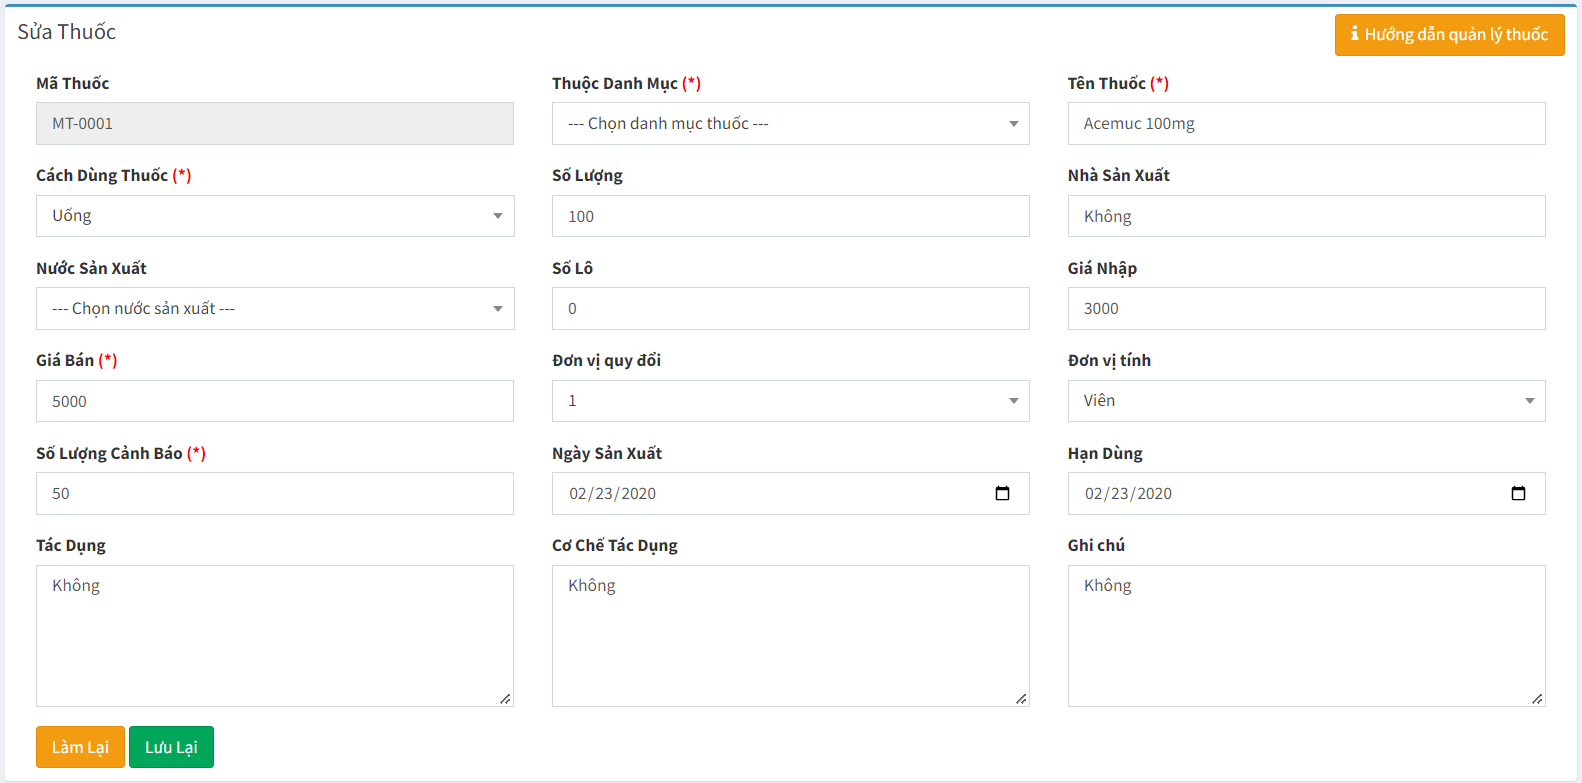 Sửa Thuốc
Hướng dẫn quản lý thuốc
Mã Thuốc
Thuộc Danh Mục (*)
Tên Thuốc (*)
MT-0001
--- Chọn danh mục thuốc ---
Acemuc 100mg
Cách Dùng Thuốc (*)
Số Lượng
Nhà Sản Xuất
Uống
100
Không
Nước Sản Xuất
Số Lô
Giá Nhập
--- Chọn nước sản xuất ---
0
3000
Giá Bán (*)
Đơn vị quy đổi
Đơn vị tính
5000
1
Viên
Số Lượng Cảnh Báo (*)
Ngày Sản Xuất
Hạn Dùng
50
02/23/2020
02/23/2020
Tác Dụng
Cơ Chế Tác Dụng
Ghi chú
Không
Không
Không
Làm Lại
Lưu Lại